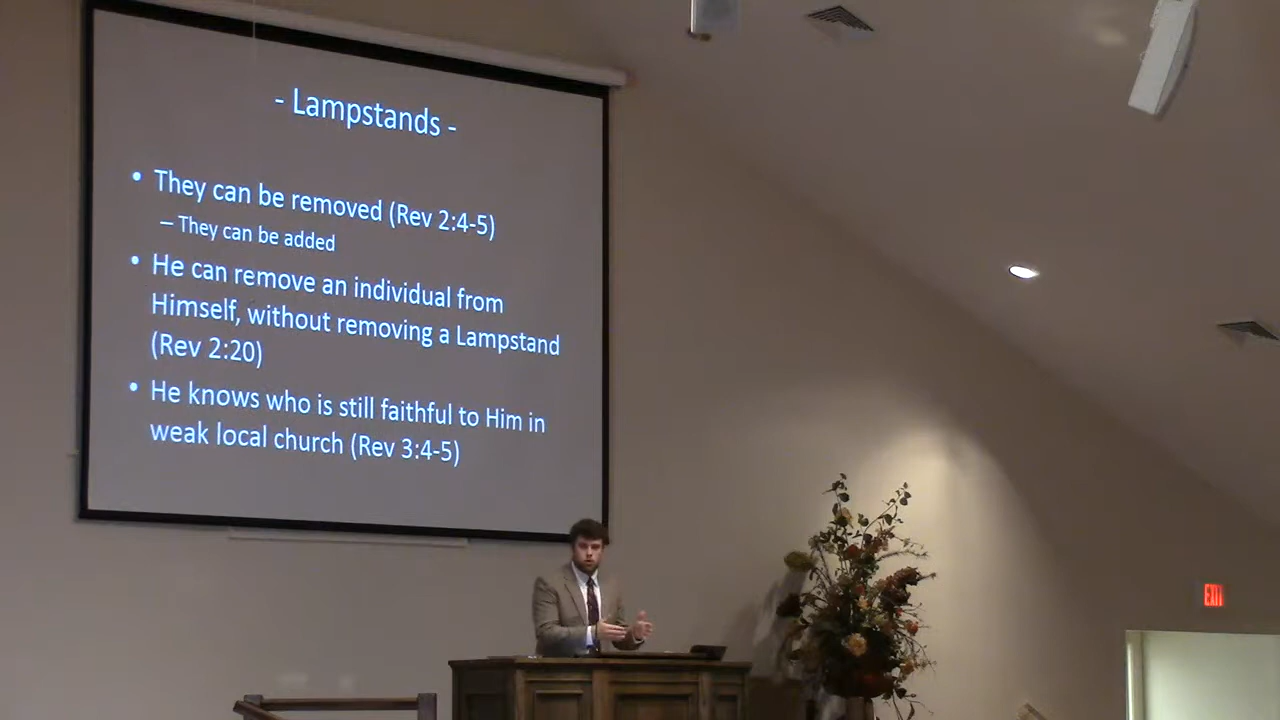 - Lampstands -
• They can be removed (Rev 2:4-5)
– They can be added
• He can remove an individual from
Himself, without removing a Lampstand
(Rev 2:20)
• He knows who is still faithful to Him in
weak local church (Rev 3:4-5)
EXIT